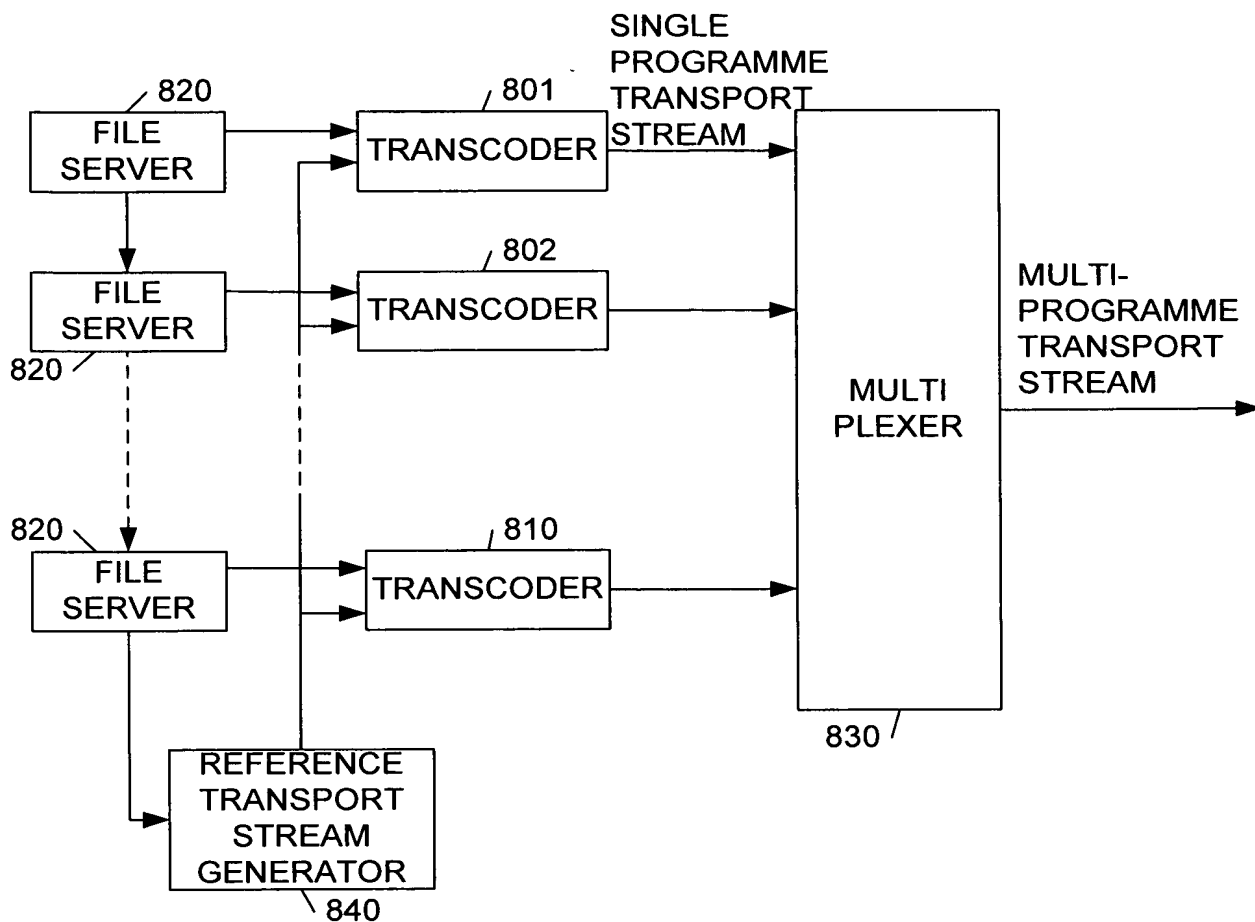 SINGLE
PROGRAMME
TRANSPORT
STREAM
820
FILE
SERVER
801
TRANSCODER
820
FILE
SERVER
802
TRANSCODER
MULTI
PLEXER
MULTI-
PROGRAMME
TRANSPORT
STREAM
820
FILE
SERVER
810
TRANSCODER
830
REFERENCE
TRANSPORT
STREAM
GENERATOR
840